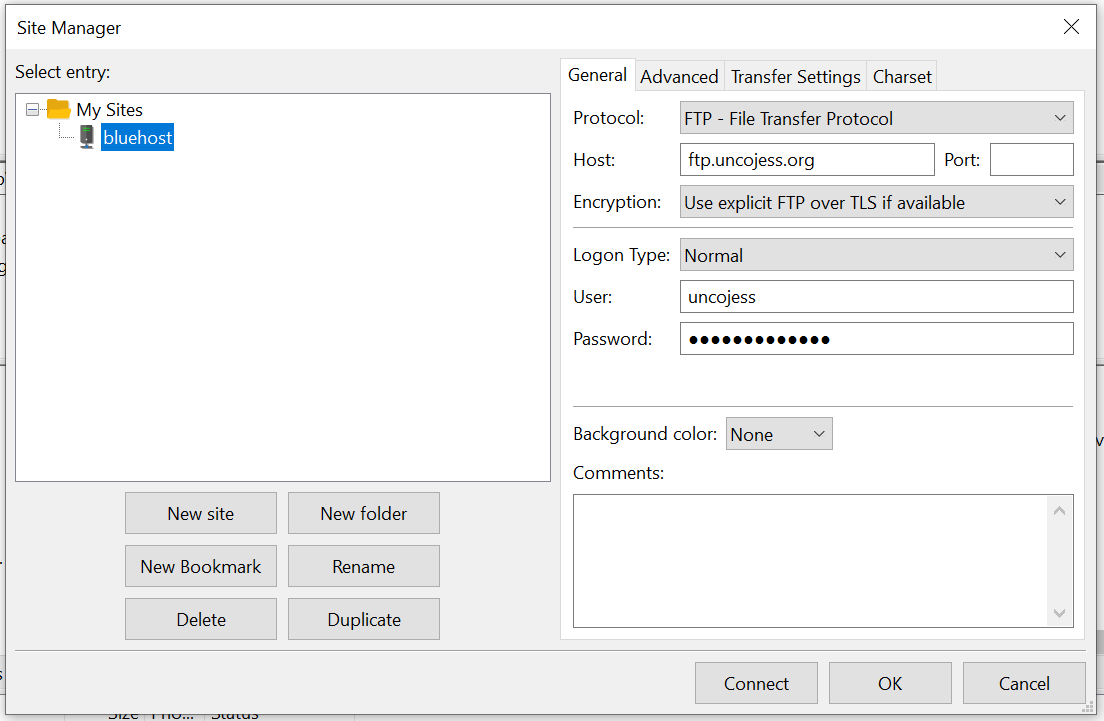 Site Manager
Select entry:
My Sites
bluehost
New site
New folder
New Bookmark
Rename
Delete
Duplicate
General
Advanced
Transfer Settings
Charset
Protocol:
FTP - File Transfer Protocol
Host:
ftp.uncojess.org
Port:
Encryption:
Use explicit FTP over TLS if available
Logon Type:
Normal
User:
uncojess
Password:
●●●●●●●●●●●●●
Background color:
None
Comments:
Connect
OK
Cancel
Size
Status